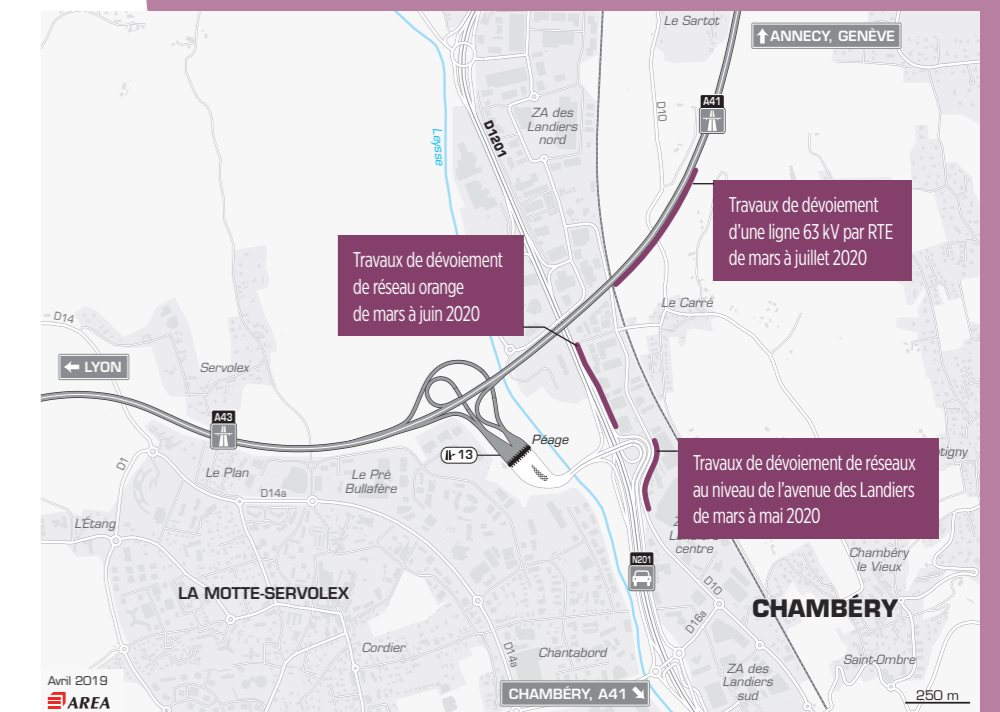 Le Sartot
ANNECY, GENÈVE
A41
D10
ZA des
Landiers
nord
D1201
Leysse
Travaux de dévoiement
d'une ligne 63 kV par RTE
de mars à juillet 2020
Travaux de dévoiement
de réseau orange
de mars à juin 2020
Le Carré
D14
LYON
Servolex
A43
Péage
13
Le Plan
Le Pré
Bullafère
D1
D14a
L'Étang
Travaux de dévoiement de réseaux
au niveau de l'avenue des Landiers
de mars à mai 2020
centre
N201
Chambéry
le Vieux
D10
LA MOTTE-SERVOLEX
CHAMBÉRY
D16a
Cordier
D14a
Chantabord
Saint-Ombre
ZA des
Landiers
sud
CHAMBÉRY, A41
Avril 2019
AREA
250 m